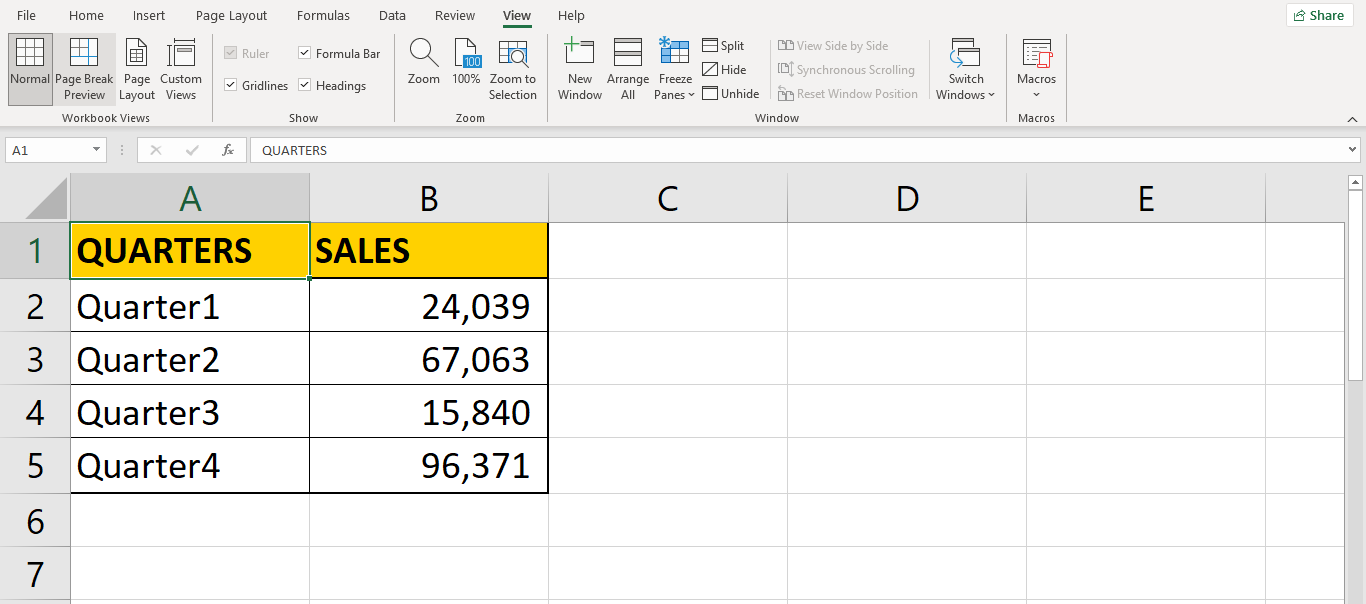 File Home Insert Page Layout Formulas Data Review View Help Share
Normal Page Break Preview Page Layout Custom Views
Workbook Views
Ruler Formula Bar
Gridlines Headings
Show
Zoom 100 100% Zoom to Selection
Zoom
New Window Arrange All Freeze Panes
Split
Hide
Unhide
View Side by Side
Synchronous Scrolling
Reset Window Position
Window
Switch Windows
Macros
Macros
A1 fx QUARTERS
A B C D E
1 QUARTERS SALES
2 Quarter1 24,039
3 Quarter2 67,063
4 Quarter3 15,840
5 Quarter4 96,371
6
7